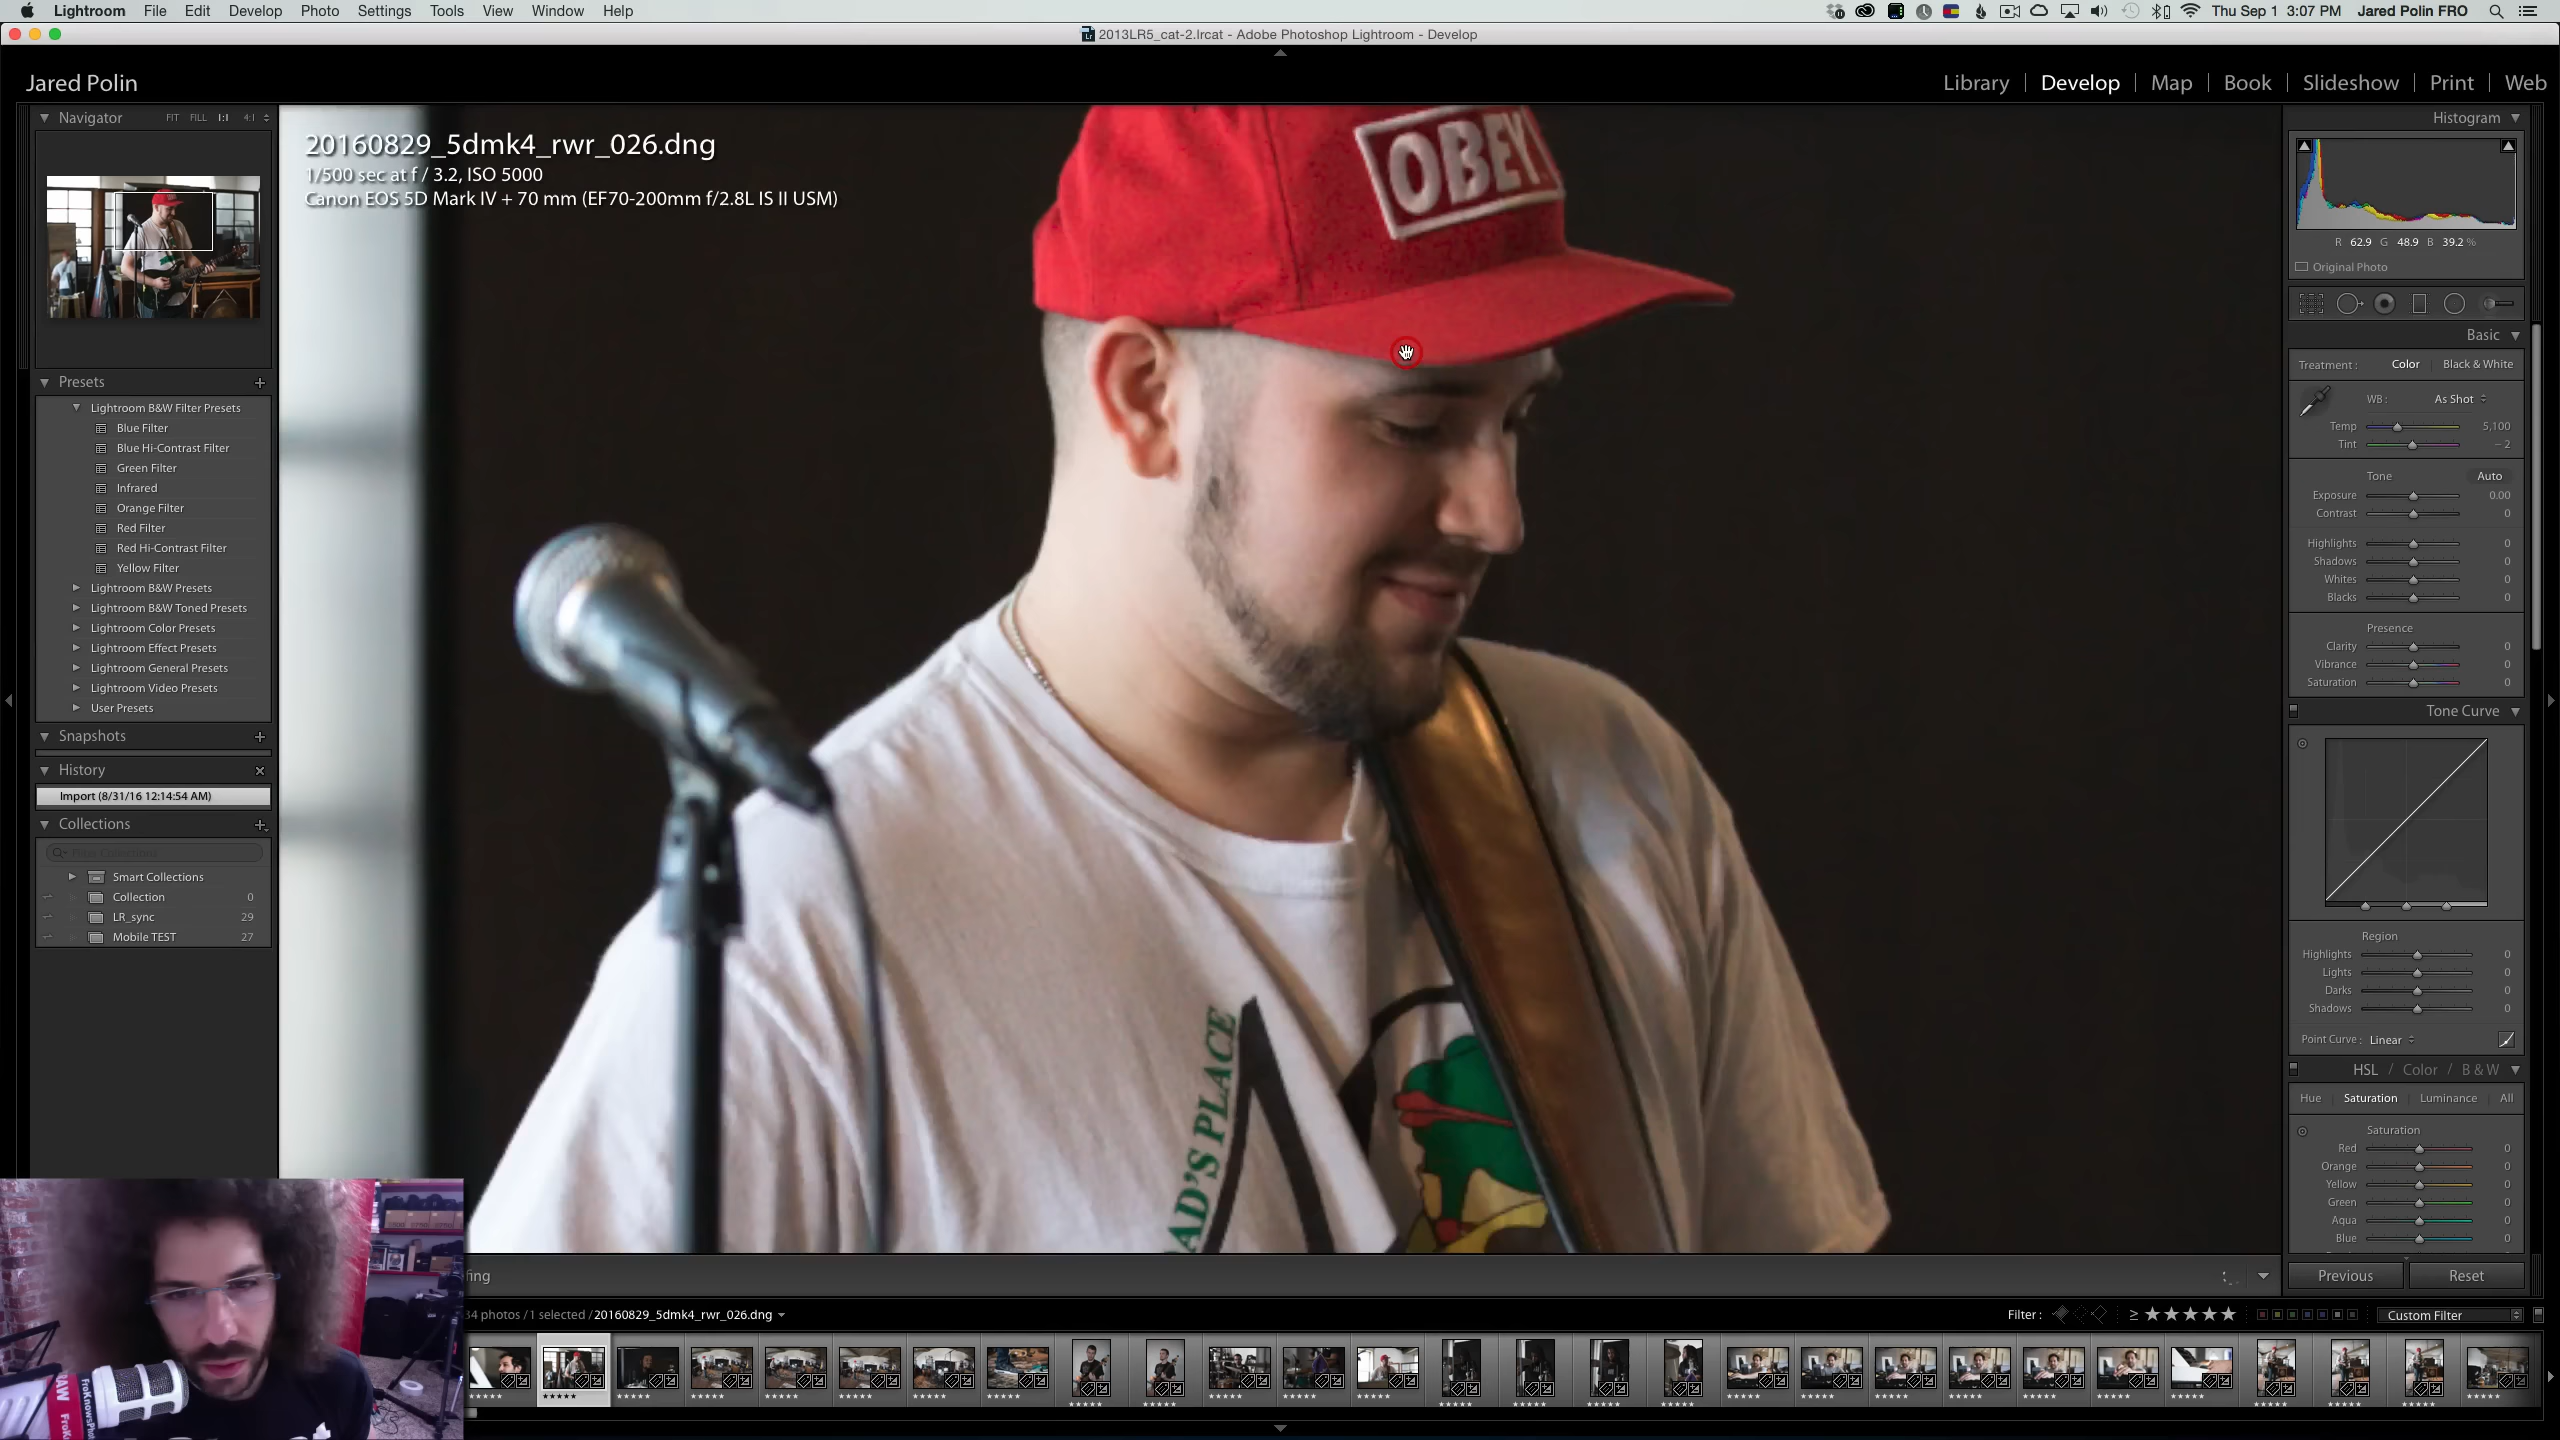 Lightroom File Edit Develop Photo Settings Tools View Window Help
Thu Sep 1 3:07 PM Jared Polin FRO
2013LR5_cat-2.lrcat - Adobe Photoshop Lightroom - Develop
Jared Polin
Library | Develop | Map | Book | Slideshow | Print | Web
Navigator FIT FILL 1:1 4:1
Presets
Lightroom B&W Filter Presets
Blue Filter
Blue Hi-Contrast Filter
Green Filter
Infrared
Orange Filter
Red Filter
Red Hi-Contrast Filter
Yellow Filter
Lightroom B&W Presets
Lightroom B&W Toned Presets
Lightroom Color Presets
Lightroom Effect Presets
Lightroom General Presets
Lightroom Video Presets
User Presets
Snapshots
History
Import (8/31/16 12:14:54 AM)
Collections
Smart Collections
Collection 0
LR_sync 29
Mobile TEST 27
20160829_5dmk4_rwr_026.dng
1/500 sec at f / 3.2, ISO 5000
Canon EOS 5D Mark IV + 70 mm (EF70-200mm f/2.8L IS II USM)
OBEY
AD'S PLACE
Histogram
R 62.9 G 48.9 B 39.2 %
Original Photo
Basic
Treatment : Color | Black & White
WB : As Shot
Temp 5,100
Tint – 2
Tone Auto
Exposure 0.00
Contrast 0
Highlights 0
Shadows 0
Whites 0
Blacks 0
Presence
Clarity 0
Vibrance 0
Saturation 0
Tone Curve
Region
Highlights 0
Lights 0
Darks 0
Shadows 0
Point Curve : Linear
HSL / Color / B & W
Hue Saturation Luminance All
Saturation
Red 0
Orange 0
Yellow 0
Green 0
Aqua 0
Blue 0
Previous Reset
fing
34 photos / 1 selected / 20160829_5dmk4_rwr_026.dng
Filter : ≥ ★★★★★ Custom Filter
RAW